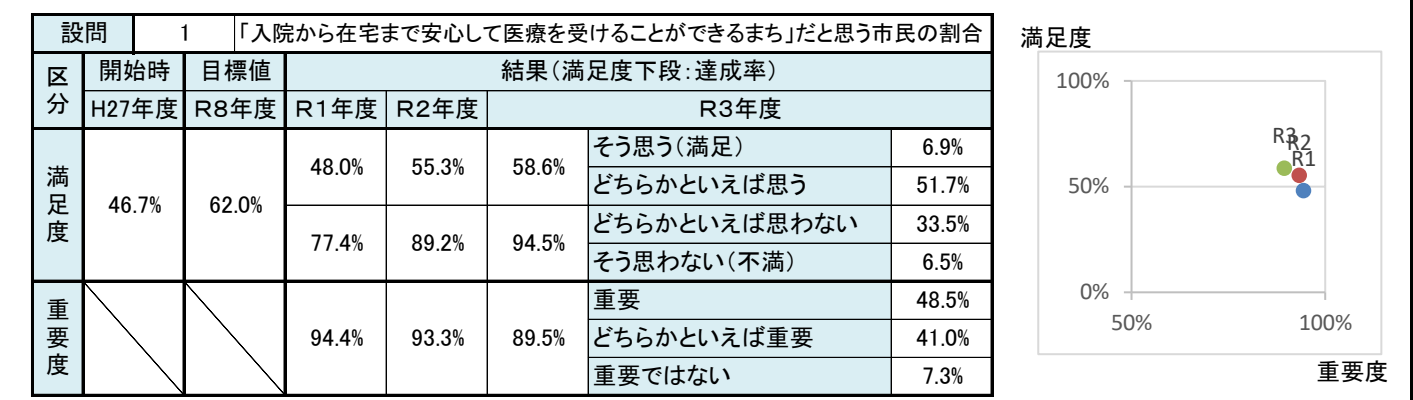 設問 1 「入院から在宅まで安心して医療を受けることができるまち」だと思う市民の割合
区分 開始時 目標値 結果(満足度下段:達成率)
H27年度 R8年度 R1年度 R2年度 R3年度
満足度 46.7% 62.0% 48.0% 55.3% 58.6% そう思う(満足) 6.9%
どちらかといえば思う 51.7%
77.4% 89.2% 94.5% どちらかといえば思わない 33.5%
そう思わない(不満) 6.5%
重要度 94.4% 93.3% 89.5% 重要 48.5%
どちらかといえば重要 41.0%
重要ではない 7.3%
満足度
100%
R3
R2
R1
50%
0%
50% 100%
重要度